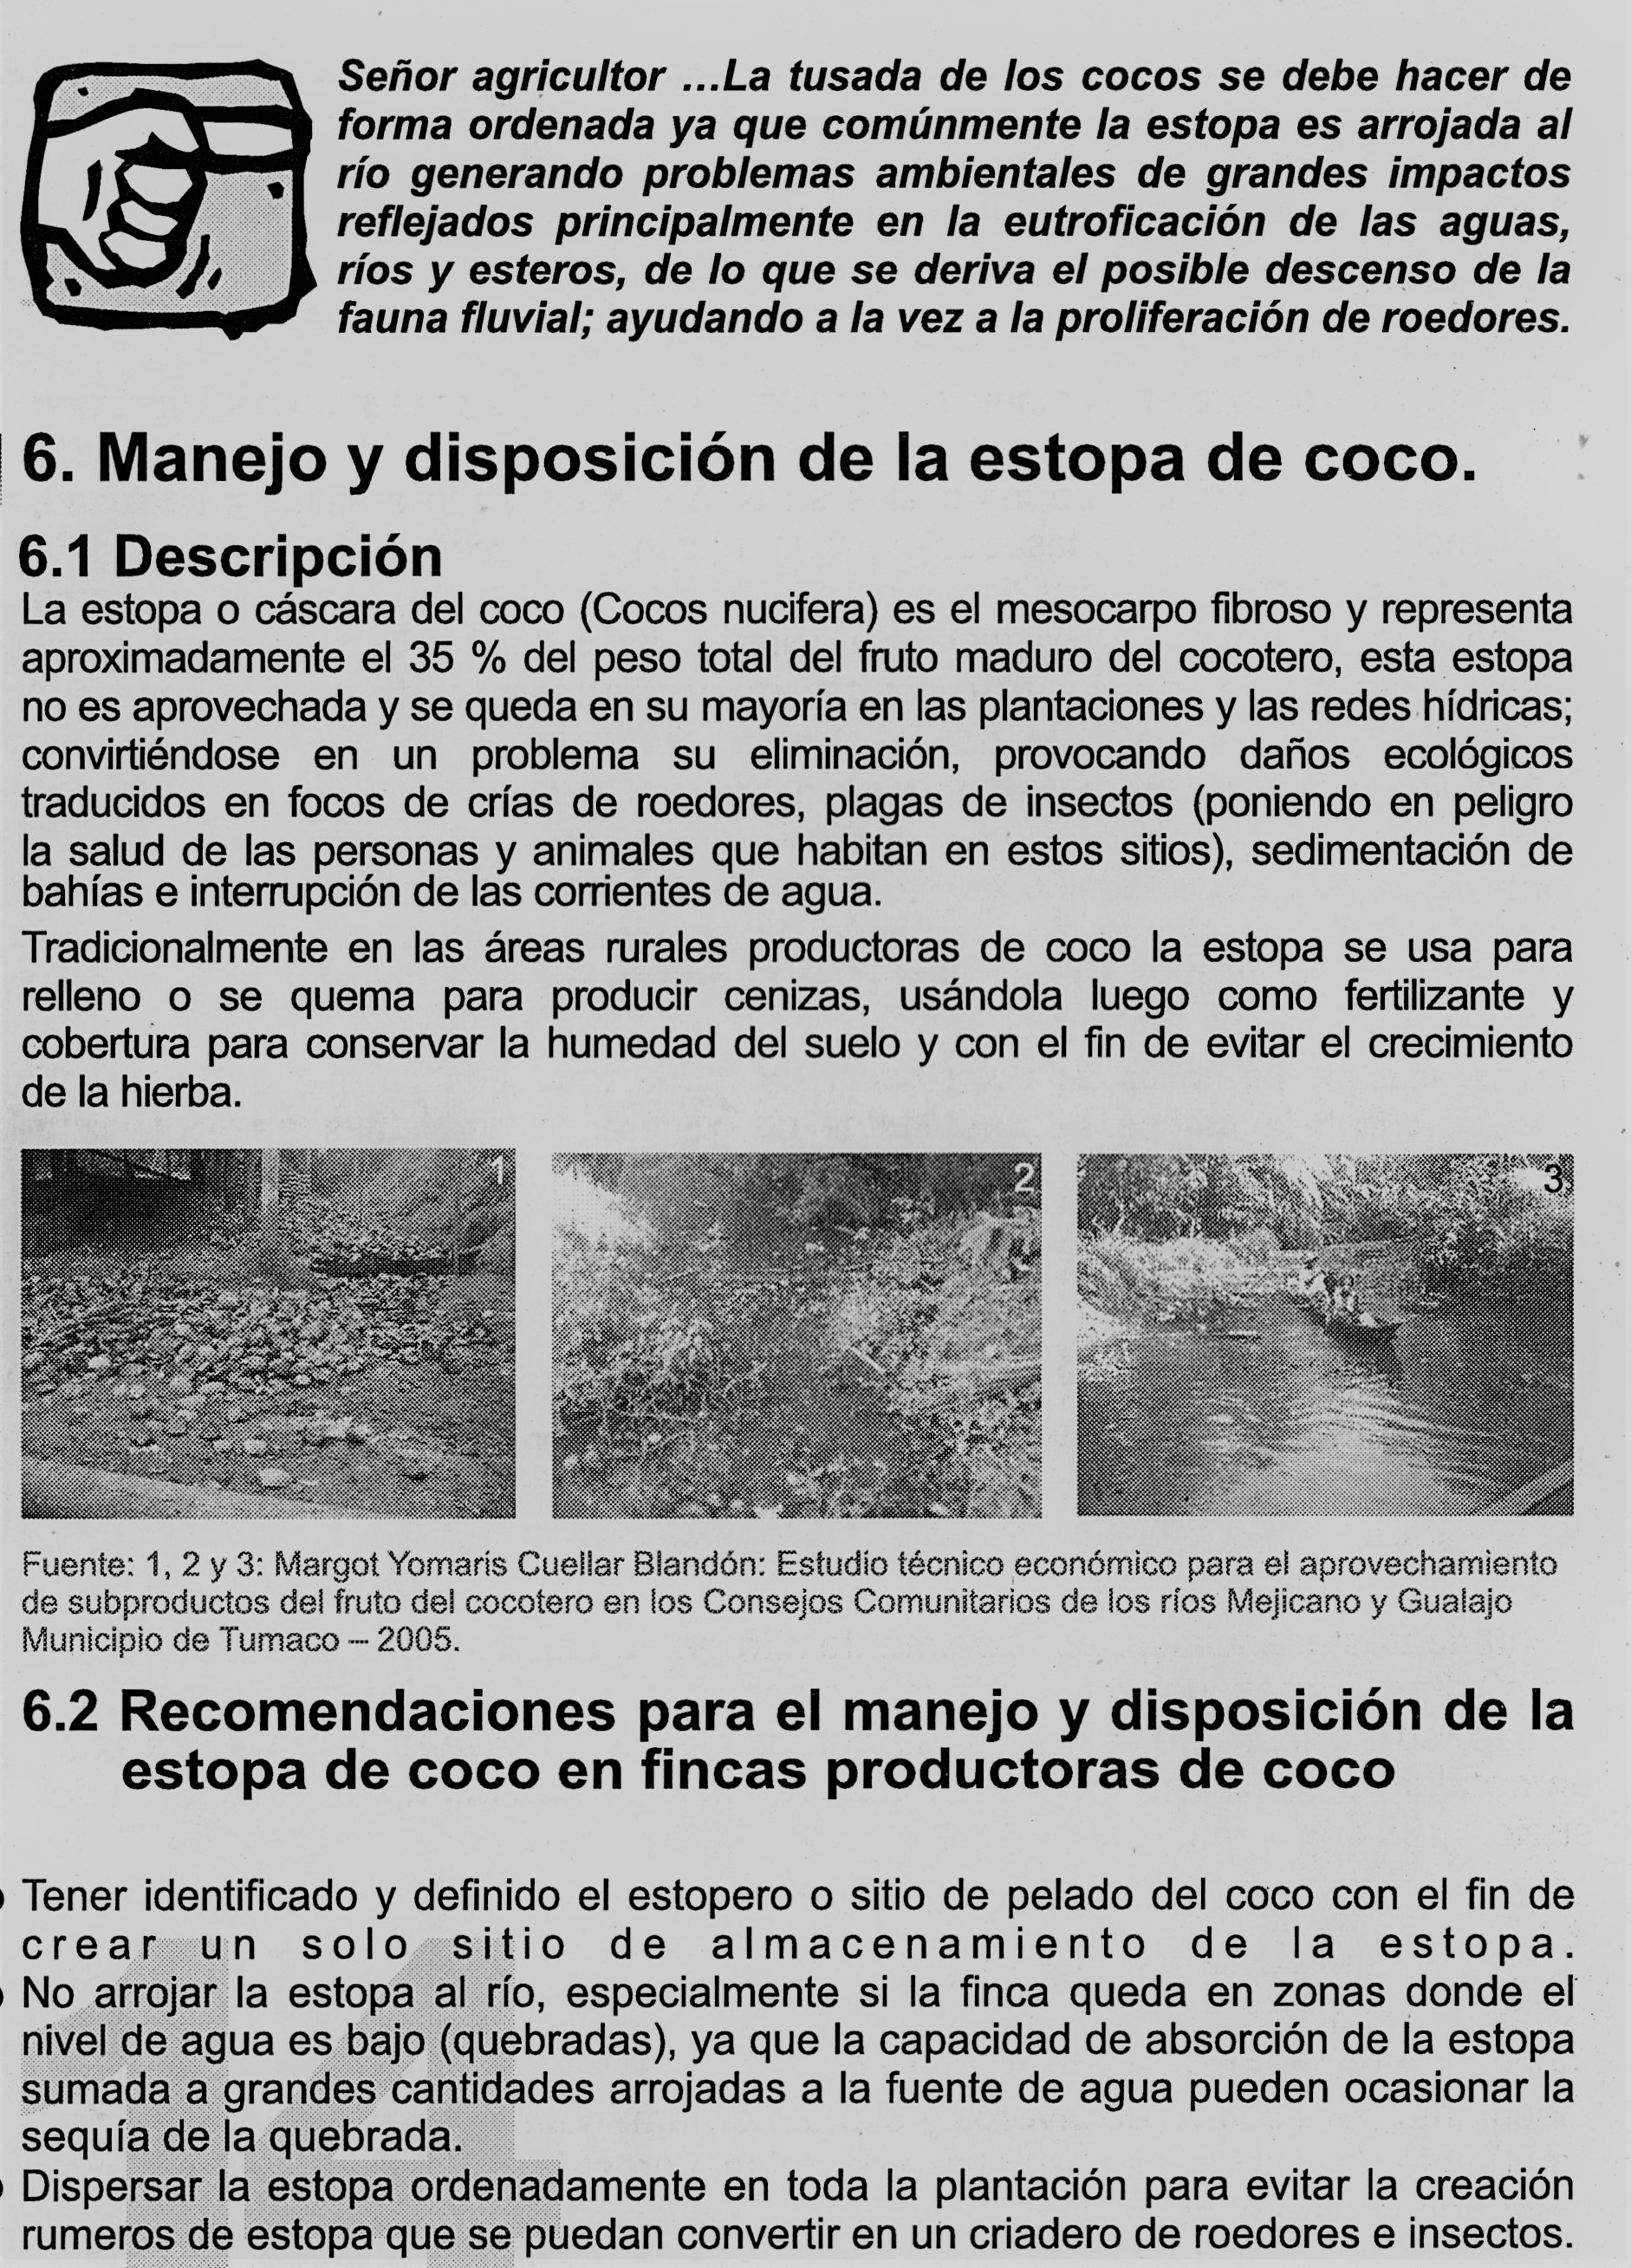 Señor agricultor ...La tusada de los cocos se debe hacer de
forma ordenada ya que comúnmente la estopa es arrojada al
río generando problemas ambientales de grandes impactos
reflejados principalmente en la eutroficación de las aguas,
ríos y esteros, de lo que se deriva el posible descenso de la
fauna fluvial; ayudando a la vez a la proliferación de roedores.
6. Manejo y disposición de la estopa de coco.
6.1 Descripción
La estopa o cáscara del coco (Cocos nucifera) es el mesocarpo fibroso y representa
aproximadamente el 35 % del peso total del fruto maduro del cocotero, esta estopa
no es aprovechada y se queda en su mayoría en las plantaciones y las redes hídricas;
convirtiéndose en un problema su eliminación, provocando daños ecológicos
traducidos en focos de crías de roedores, plagas de insectos (poniendo en peligro
la salud de las personas y animales que habitan en estos sitios), sedimentación de
bahías e interrupción de las corrientes de agua.
Tradicionalmente en las áreas rurales productoras de coco la estopa se usa para
relleno o se quema para producir cenizas, usándola luego como fertilizante y
cobertura para conservar la humedad del suelo y con el fin de evitar el crecimiento
de la hierba.
1
2
3
Fuente: 1, 2 y 3: Margot Yomaris Cuellar Blandón: Estudio técnico económico para el aprovechamiento
de subproductos del fruto del cocotero en los Consejos Comunitarios de los ríos Mejicano y Gualajo
Municipio de Tumaco – 2005.
6.2 Recomendaciones para el manejo y disposición de la
estopa de coco en fincas productoras de coco
Tener identificado y definido el estopero o sitio de pelado del coco con el fin de
crear un solo sitio de almacenamiento de la estopa.
No arrojar la estopa al río, especialmente si la finca queda en zonas donde el
nivel de agua es bajo (quebradas), ya que la capacidad de absorción de la estopa
sumada a grandes cantidades arrojadas a la fuente de agua pueden ocasionar la
sequía de la quebrada.
Dispersar la estopa ordenadamente en toda la plantación para evitar la creación
rumeros de estopa que se puedan convertir en un criadero de roedores e insectos.
14